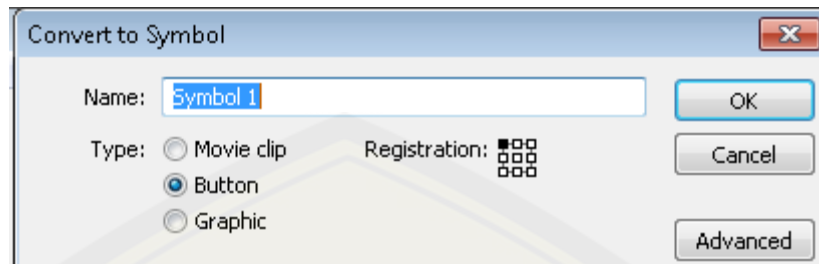 Convert to Symbol
Name: Symbol 1 OK
Type: Movie clip Registration: Cancel
Button
Graphic
Advanced